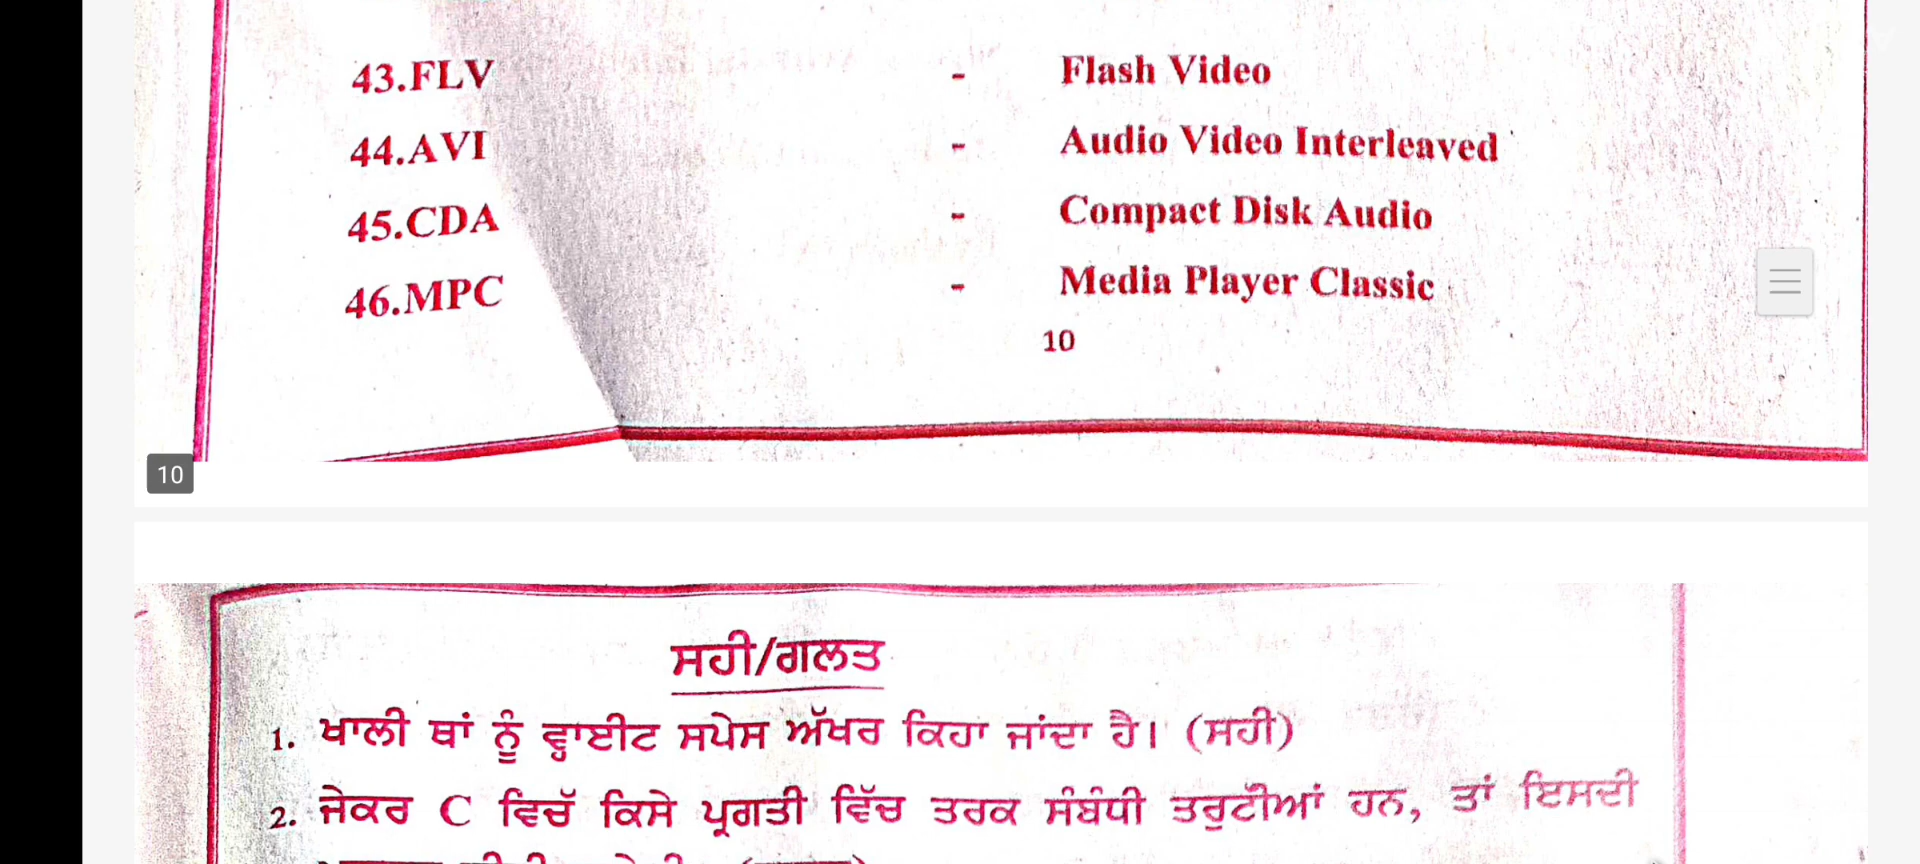 43.FLV - Flash Video
44.AVI - Audio Video Interleaved
45.CDA - Compact Disk Audio
46.MPC - Media Player Classic
10
10
ਸਹੀ/ਗਲਤ
1. ਖਾਲੀ ਥਾਂ ਨੂੰ ਵ੍ਹਾਈਟ ਸਪੇਸ ਅੱਖਰ ਕਿਹਾ ਜਾਂਦਾ ਹੈ। (ਸਹੀ)
2. ਜੇਕਰ C ਵਿਚੱ ਕਿਸੇ ਪ੍ਰਗਤੀ ਵਿੱਚ ਤਰਕ ਸੰਬੰਧੀ ਤਰੁਟੀਆਂ ਹਨ, ਤਾਂ ਇਸਦੀ